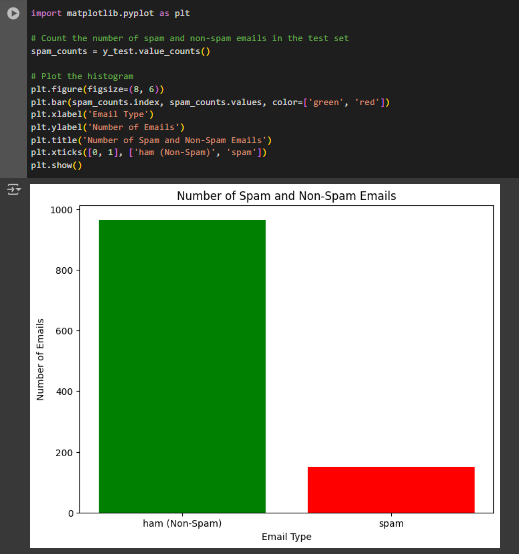 import matplotlib.pyplot as plt
# Count the number of spam and non-spam emails in the test set
spam_counts = y_test.value_counts()
# Plot the histogram
plt.figure(figsize=(8, 6))
plt.bar(spam_counts.index, spam_counts.values, color=['green', 'red'])
plt.xlabel('Email Type')
plt.ylabel('Number of Emails')
plt.title('Number of Spam and Non-Spam Emails')
plt.xticks([0, 1], ['ham (Non-Spam)', 'spam'])
plt.show()
Number of Spam and Non-Spam Emails
1000
800
600
400
200
0
Number of Emails
ham (Non-Spam) spam
Email Type